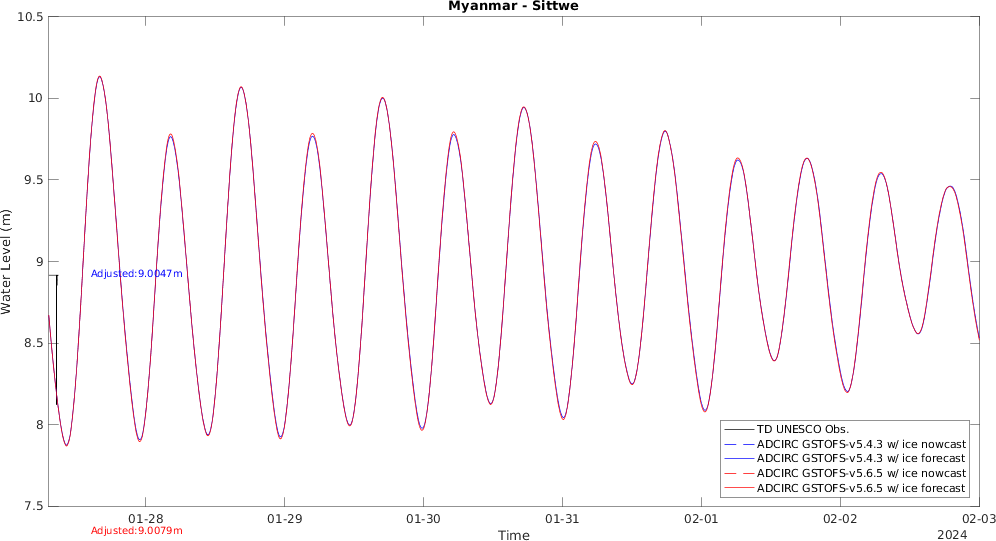 Myanmar - Sittwe
10.5
10
9.5
9
8.5
8
7.5
Water Level (m)
Adjusted:9.0047m
TD UNESCO Obs.
ADCIRC GSTOFS-v5.4.3 w/ ice nowcast
ADCIRC GSTOFS-v5.4.3 w/ ice forecast
ADCIRC GSTOFS-v5.6.5 w/ ice nowcast
ADCIRC GSTOFS-v5.6.5 w/ ice forecast
01-28 01-29 01-30 01-31 02-01 02-02 02-03
Adjusted:9.0079m
Time
2024